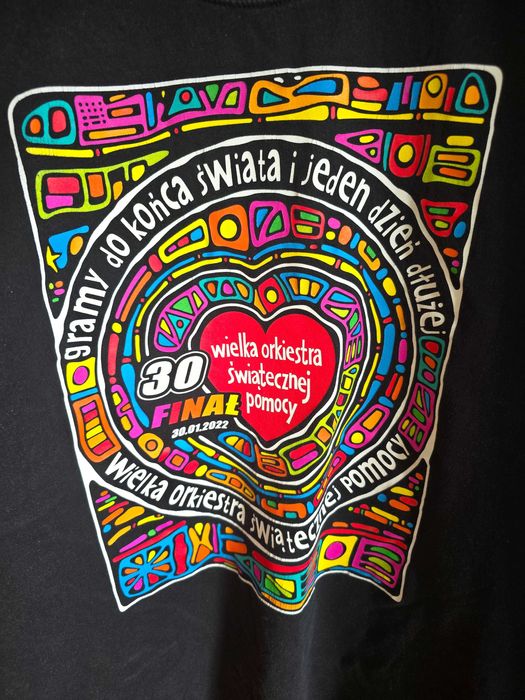 gramy do końca świata i jeden dzień dłużej
30
FINAŁ
30.01.2022
wielka orkiestra
świątecznej
pomocy
wielka orkiestra świątecznej pomocy